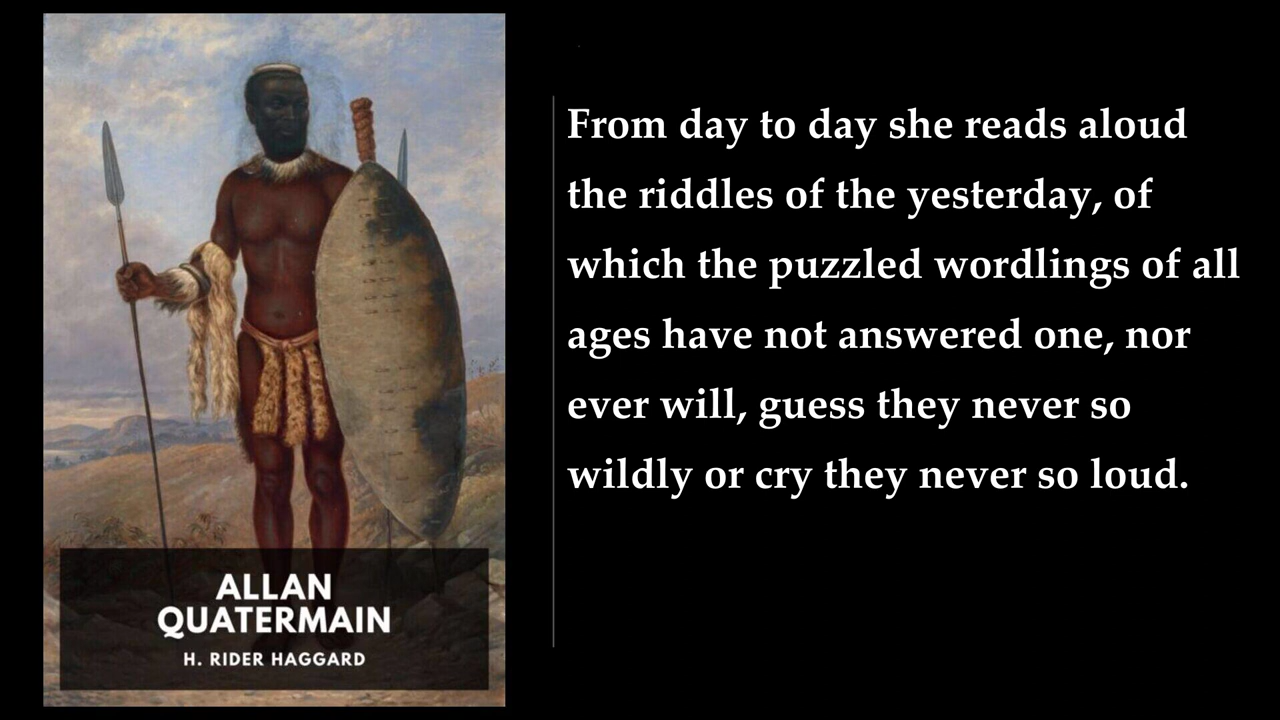 ALLAN
QUATERMAIN
H. RIDER HAGGARD
From day to day she reads aloud
the riddles of the yesterday, of
which the puzzled wordlings of all
ages have not answered one, nor
ever will, guess they never so
wildly or cry they never so loud.